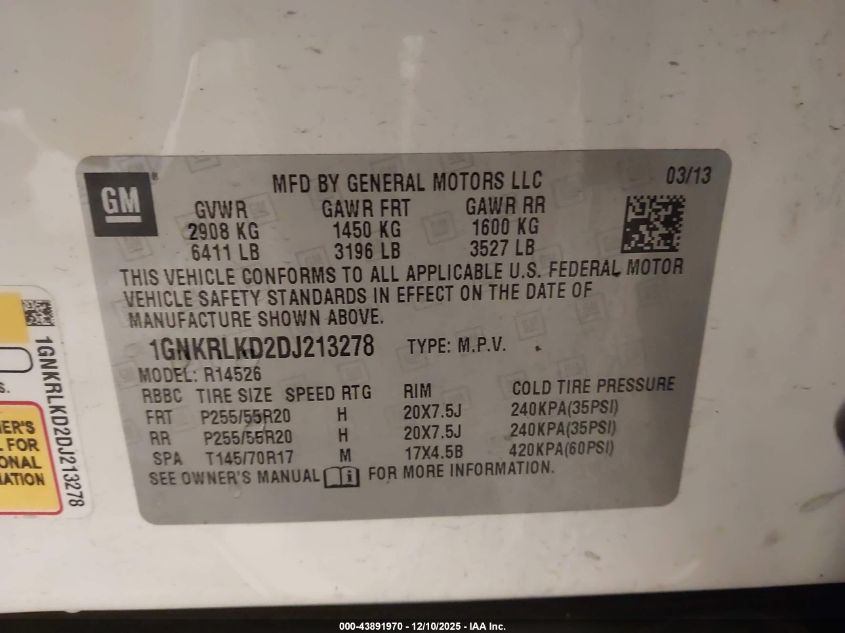 GM
MFD BY GENERAL MOTORS LLC
03/13
GVWR GAWR FRT GAWR RR
2908 KG 1450 KG 1600 KG
6411 LB 3196 LB 3527 LB
THIS VEHICLE CONFORMS TO ALL APPLICABLE U.S. FEDERAL MOTOR
VEHICLE SAFETY STANDARDS IN EFFECT ON THE DATE OF
MANUFACTURE SHOWN ABOVE.
1GNKRLKD2DJ213278 TYPE: M.P.V.
MODEL: R14526
RBBC TIRE SIZE SPEED RTG RIM COLD TIRE PRESSURE
FRT P255/55R20 H 20X7.5J 240KPA(35PSI)
RR P255/55R20 H 20X7.5J 240KPA(35PSI)
SPA T145/70R17 M 17X4.5B 420KPA(60PSI)
SEE OWNER'S MANUAL FOR MORE INFORMATION.
1GNKRLKD2DJ213278
S.
ER'S
FOR
ONAL
ATION
000-43891970 - 12/10/2025 - IAA Inc.